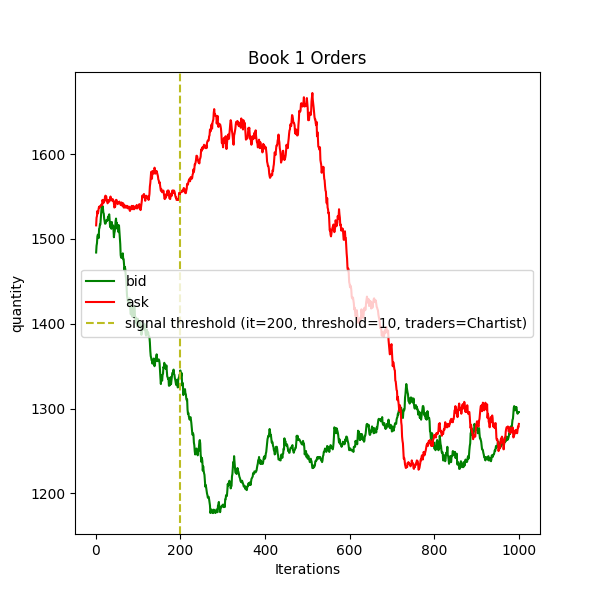 Book 1 Orders
1600
1500
1400
1300
1200
quantity
bid
ask
signal threshold (it=200, threshold=10, traders=Chartist)
0 200 400 600 800 1000
Iterations